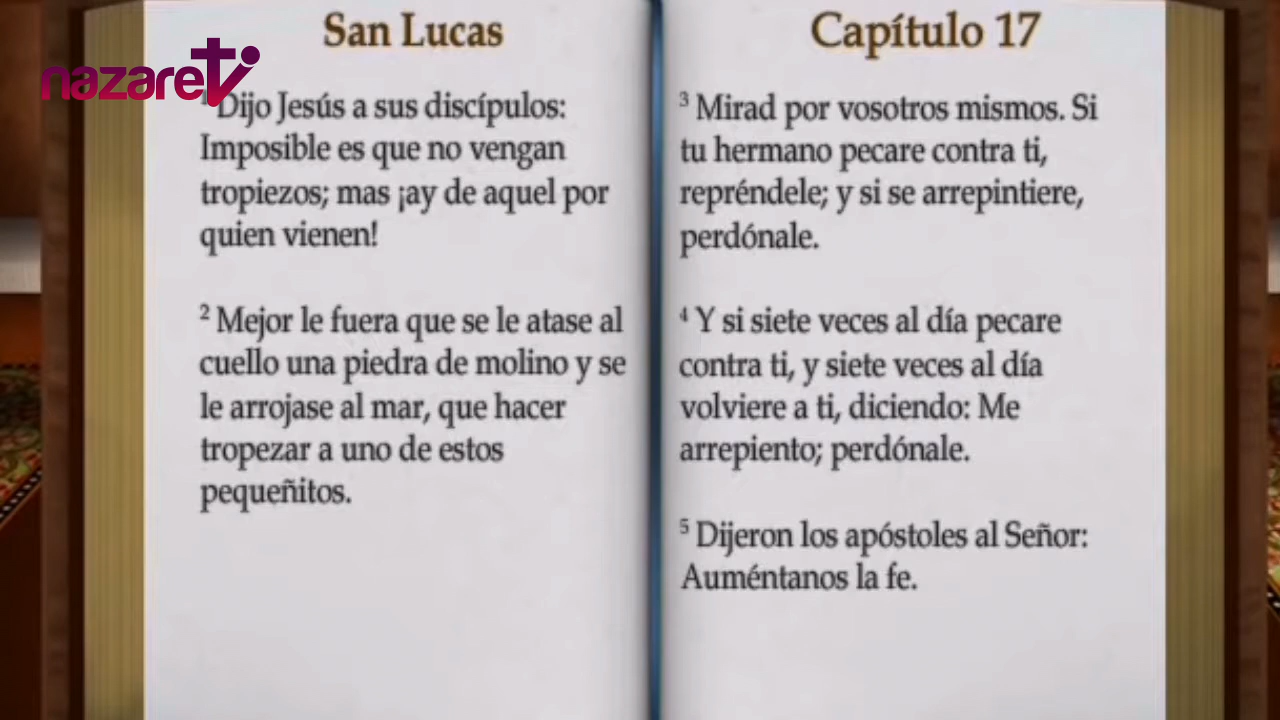 nazaretv
San Lucas
1 Dijo Jesús a sus discípulos:
Imposible es que no vengan
tropiezos; mas ¡ay de aquel por
quien vienen!
2 Mejor le fuera que se le atase al
cuello una piedra de molino y se
le arrojase al mar, que hacer
tropezar a uno de estos
pequeñitos.
Capítulo 17
3 Mirad por vosotros mismos. Si
tu hermano pecare contra ti,
repréndele; y si se arrepintiere,
perdónale.
4 Y si siete veces al día pecare
contra ti, y siete veces al día
volviere a ti, diciendo: Me
arrepiento; perdónale.
5 Dijeron los apóstoles al Señor:
Auméntanos la fe.